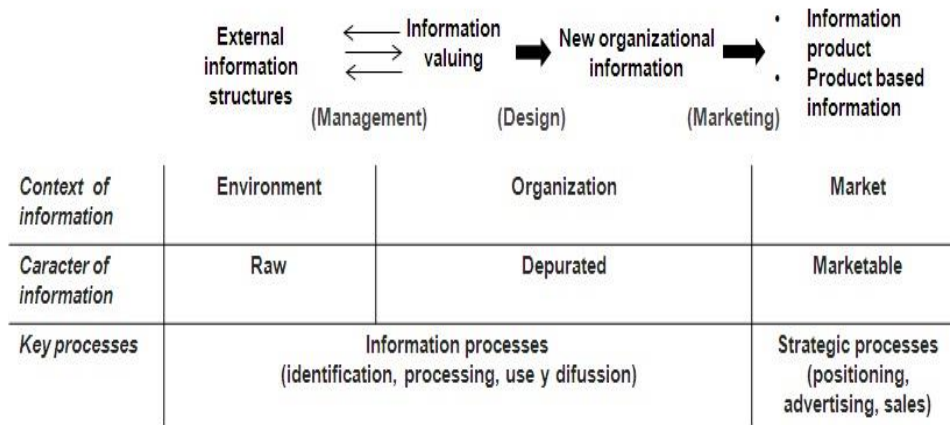 External
information
structures
Information
valuing
New organizational
information
• Information
product
• Product based
information
(Management)
(Design)
(Marketing)
Context of
information
Environment
Organization
Market
Caracter of
information
Raw
Depurated
Marketable
Key processes
Information processes
(identification, processing, use y difussion)
Strategic processes
(positioning,
advertising, sales)